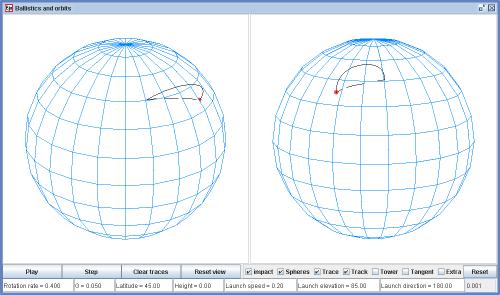 Ballistics and orbits
Play Step Clear traces Reset view impact Spheres Trace Track Tower Tangent Extra Reset
Rotation rate = 0.400 G = 0.050 Latitude = 45.00 Height = 0.00 Launch speed = 0.20 Launch elevation = 85.00 Launch direction = 180.00 0.001